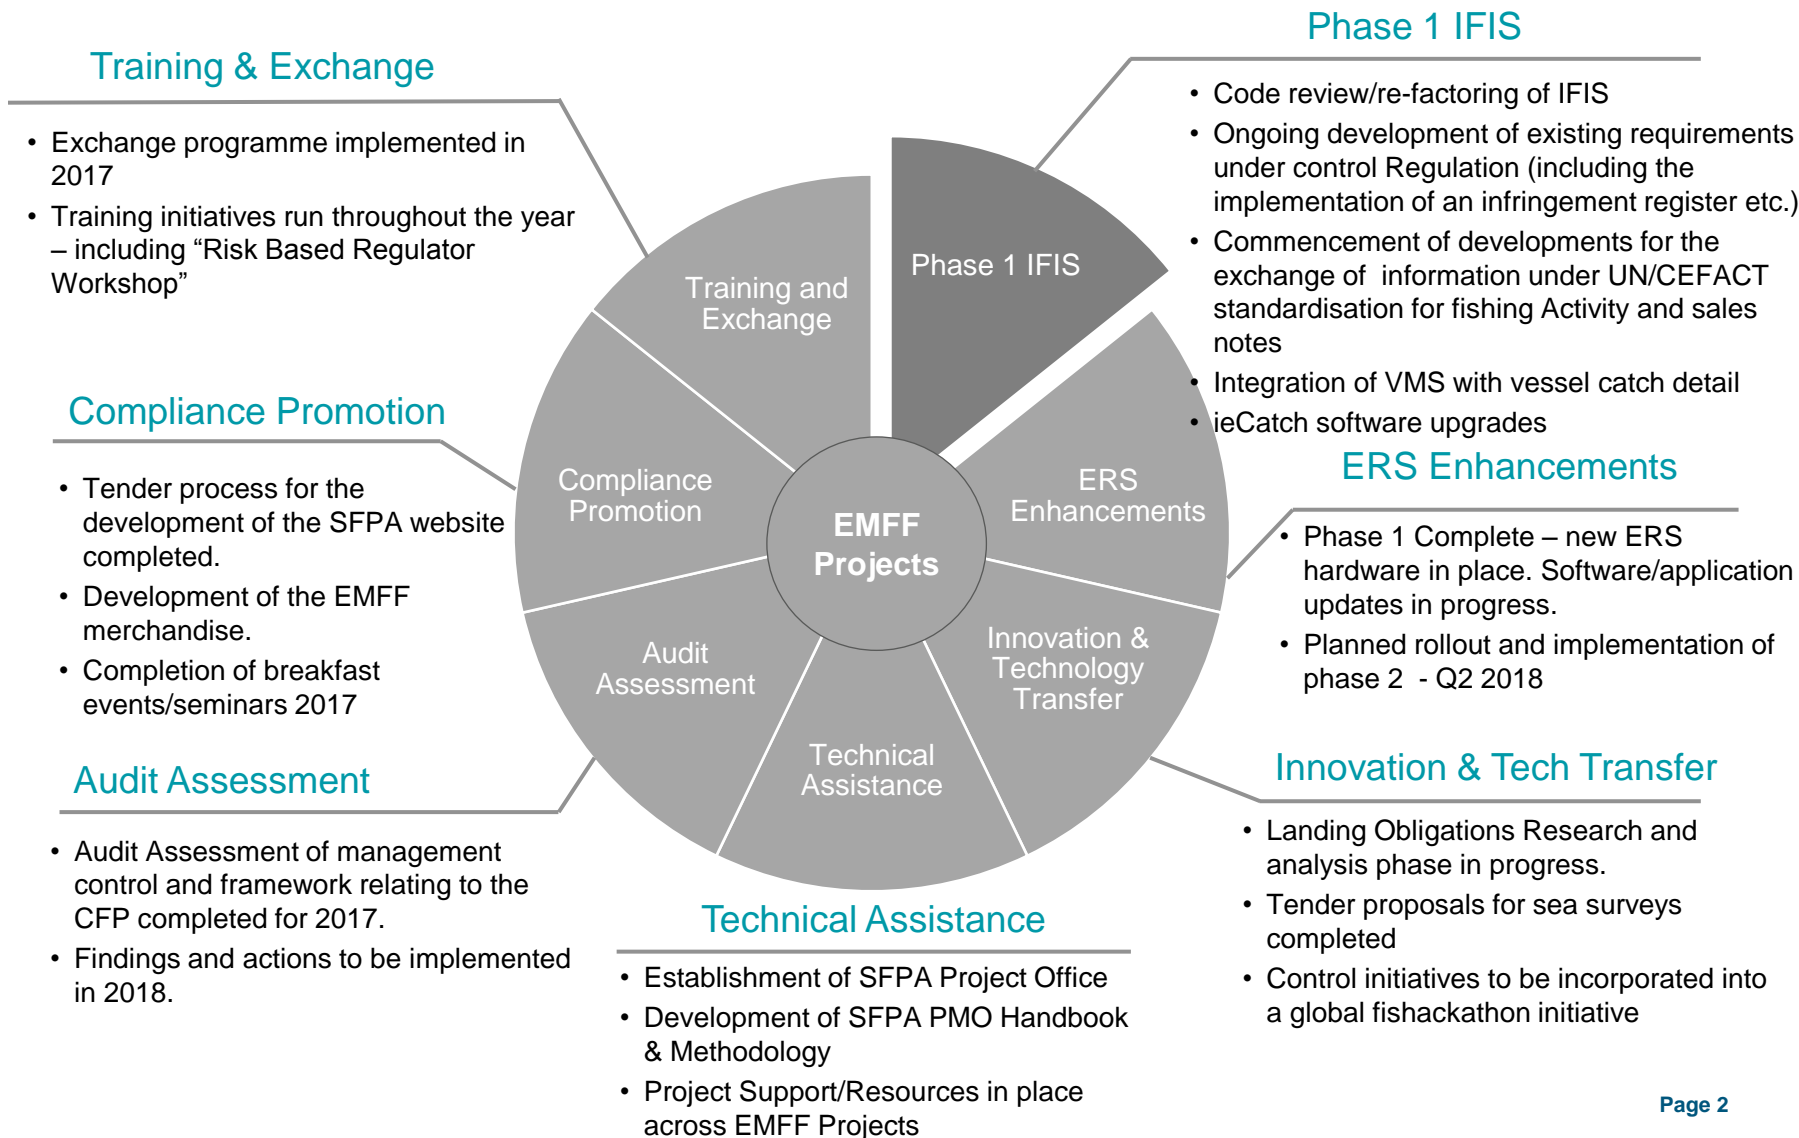 Training & Exchange
• Exchange programme implemented in
2017
• Training initiatives run throughout the year
– including “Risk Based Regulator
Workshop”
Compliance Promotion
• Tender process for the
development of the SFPA website
completed.
• Development of the EMFF
merchandise.
• Completion of breakfast
events/seminars 2017
Audit Assessment
• Audit Assessment of management
control and framework relating to the
CFP completed for 2017.
• Findings and actions to be implemented
in 2018.
Training and
Exchange
Phase 1 IFIS
Compliance
Promotion
ERS
Enhancements
EMFF
Projects
Audit
Assessment
Innovation &
Technology
Transfer
Technical
Assistance
Technical Assistance
• Establishment of SFPA Project Office
• Development of SFPA PMO Handbook
& Methodology
• Project Support/Resources in place
across EMFF Projects
Phase 1 IFIS
• Code review/re-factoring of IFIS
• Ongoing development of existing requirements
under control Regulation (including the
implementation of an infringement register etc.)
• Commencement of developments for the
exchange of  information under UN/CEFACT
standardisation for fishing Activity and sales
notes
• Integration of VMS with vessel catch detail
• ieCatch software upgrades
ERS Enhancements
• Phase 1 Complete – new ERS
hardware in place. Software/application
updates in progress.
• Planned rollout and implementation of
phase 2  - Q2 2018
Innovation & Tech Transfer
• Landing Obligations Research and
analysis phase in progress.
• Tender proposals for sea surveys
completed
• Control initiatives to be incorporated into
a global fishackathon initiative
Page 2